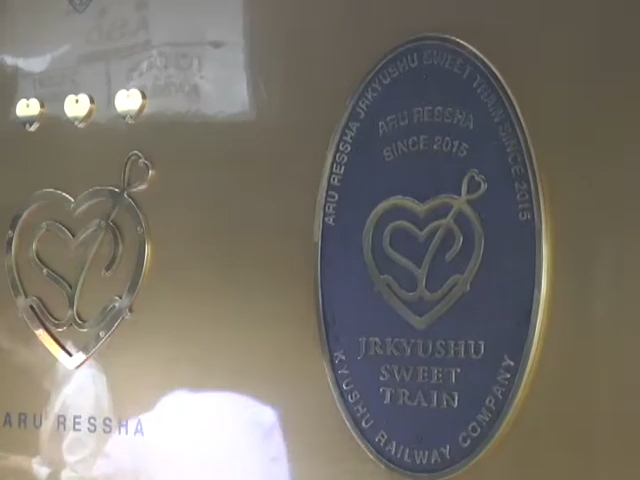 ARU RESSHA
ARU RESSHA JRKYUSHU SWEET TRAIN SINCE 2015
ARU RESSHA
SINCE 2015
JRKYUSHU
SWEET
TRAIN
KYUSHU RAILWAY COMPANY